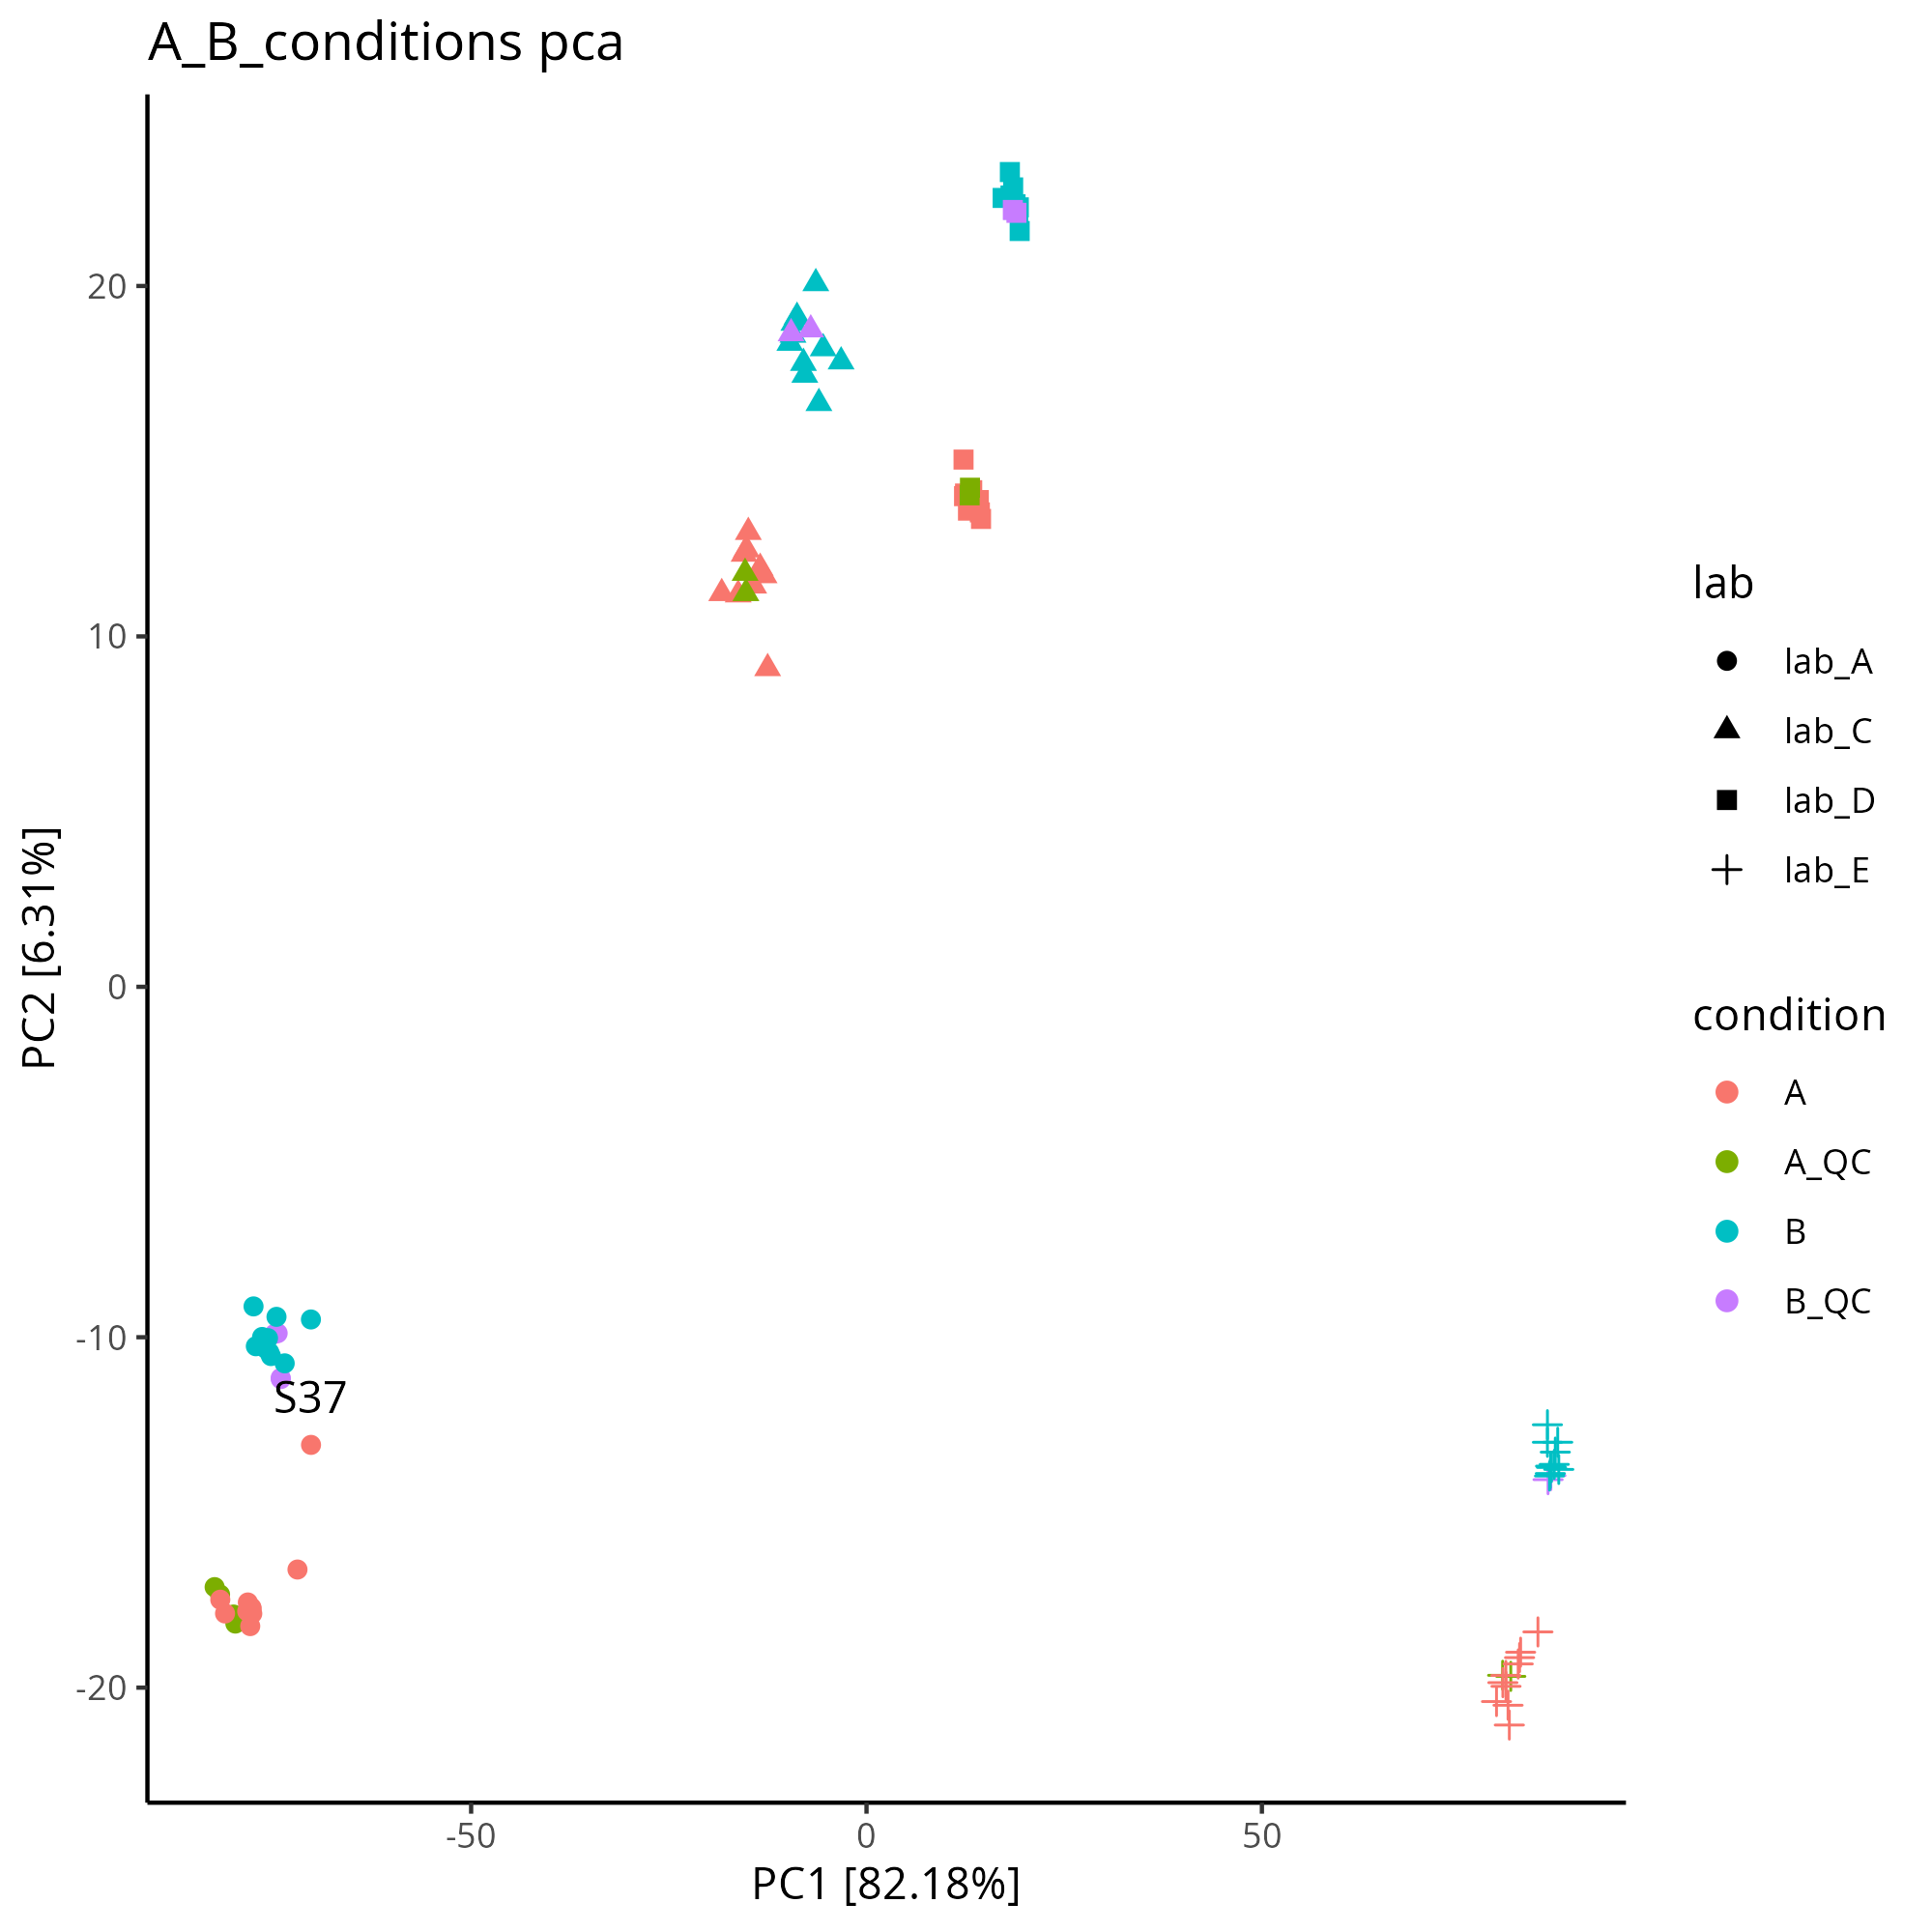 A_B_conditions pca
20
10
0
-10
-20
PC2 [6.31%]
S37
-50
0
50
PC1 [82.18%]
lab
lab_A
lab_C
lab_D
lab_E
condition
A
A_QC
B
B_QC